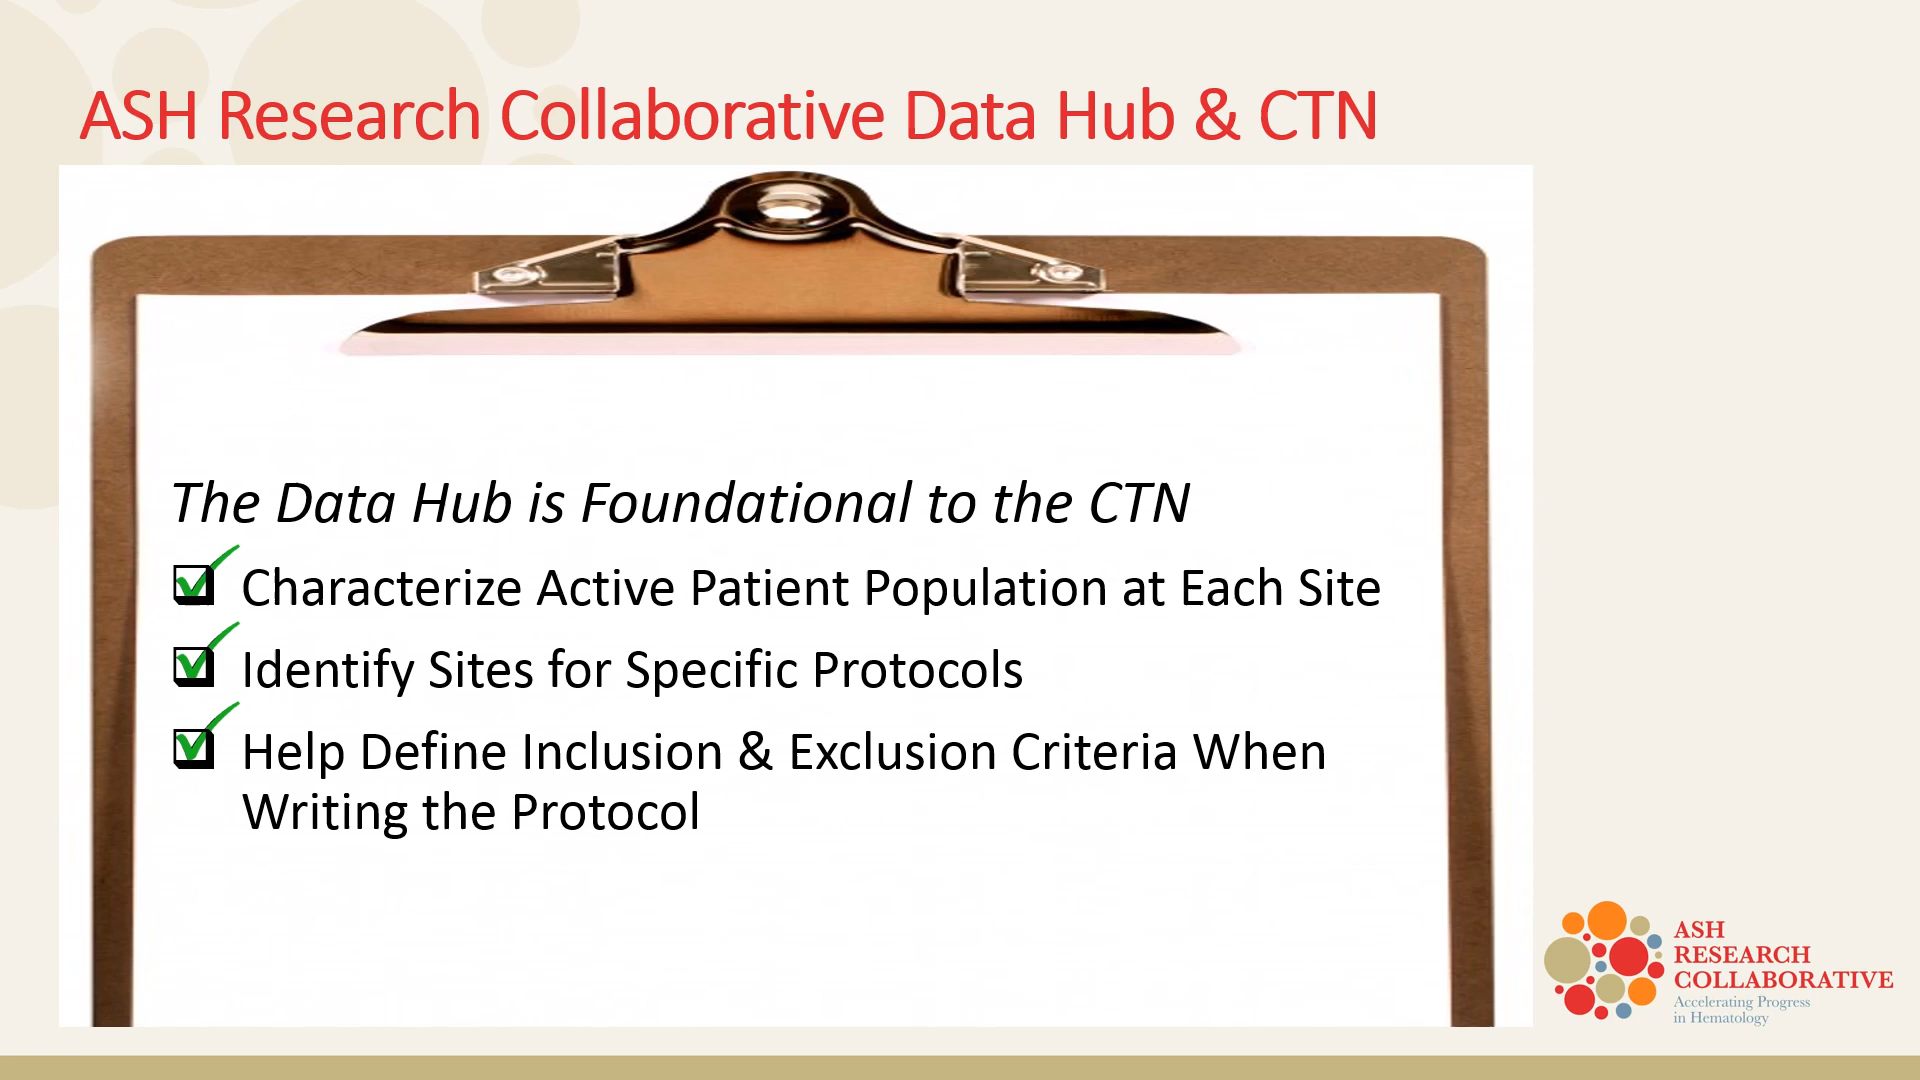 ASH Research Collaborative Data Hub & CTN
The Data Hub is Foundational to the CTN
Characterize Active Patient Population at Each Site
Identify Sites for Specific Protocols
Help Define Inclusion & Exclusion Criteria When
Writing the Protocol
ASH
RESEARCH
COLLABORATIVE
Accelerating Progress
in Hematology